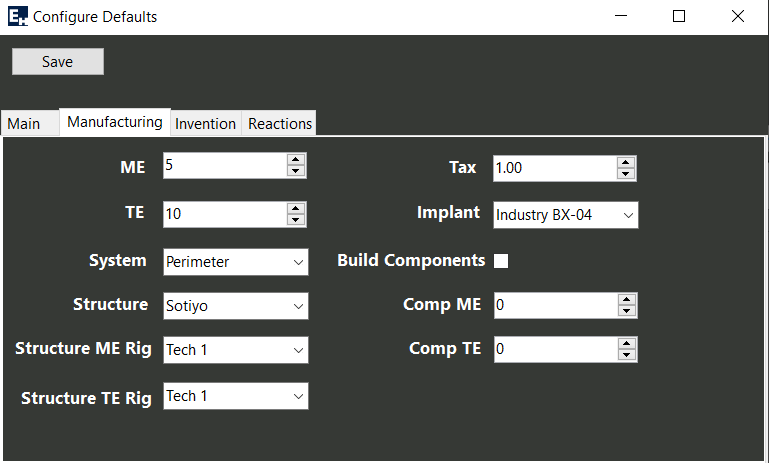 EH Configure Defaults
Save
Main Manufacturing Invention Reactions
ME 5 Tax 1.00
TE 10 Implant Industry BX-04
System Perimeter Build Components
Structure Sotiyo Comp ME 0
Structure ME Rig Tech 1 Comp TE 0
Structure TE Rig Tech 1